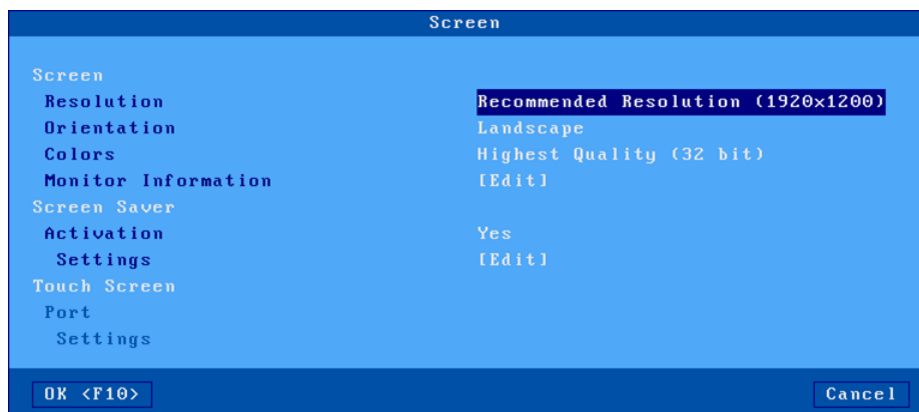 Screen
Screen
Resolution Recommended Resolution (1920x1200)
Orientation Landscape
Colors Highest Quality (32 bit)
Monitor Information [Edit]
Screen Saver
Activation Yes
Settings [Edit]
Touch Screen
Port
Settings
OK <F10> Cancel